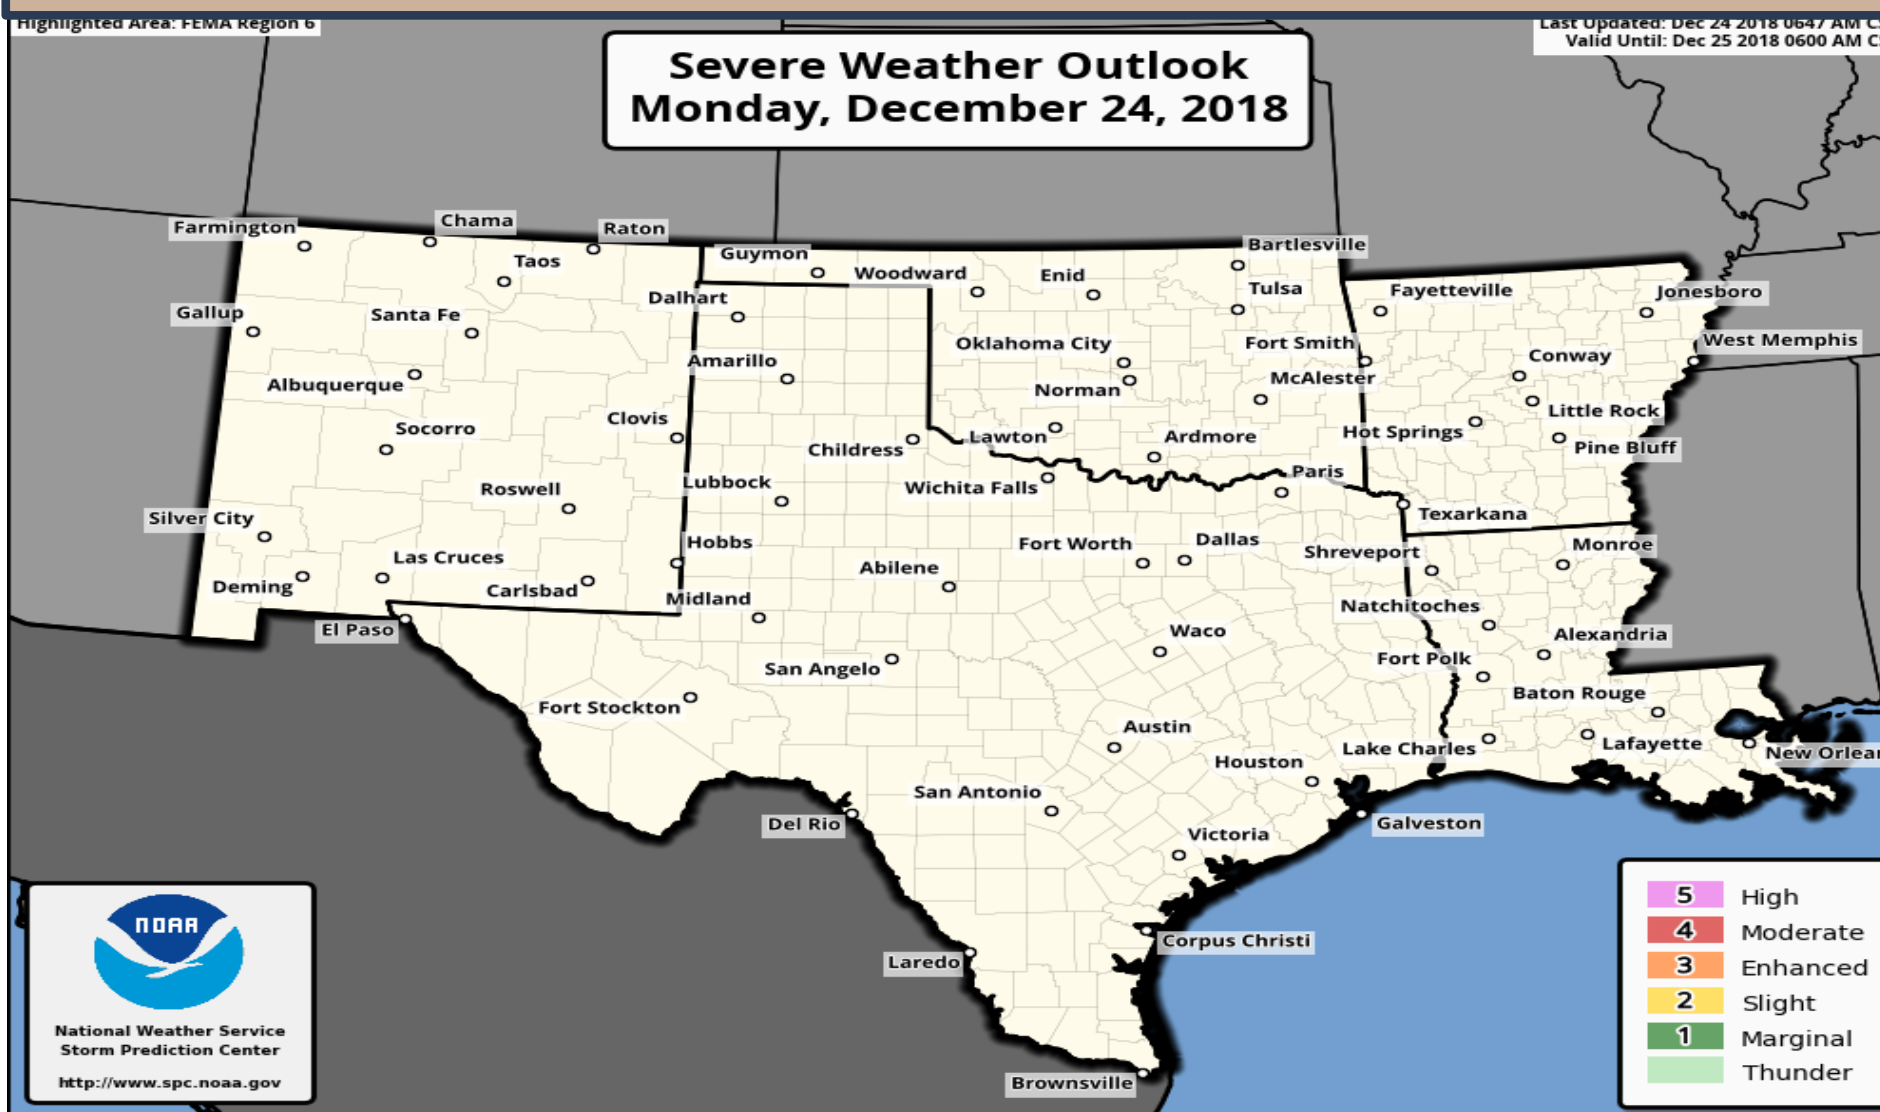 Highlighted Area: FEMA Region 6
Last Updated: Dec 24 2018 0647 AM
Valid Until: Dec 25 2018 0600 AM
Severe Weather Outlook
Monday, December 24, 2018
Farmington
Chama
Raton
Taos
Guymon
Woodward
Enid
Bartlesville
Tulsa
Gallup
Santa Fe
Dalhart
Fayetteville
Jonesboro
Oklahoma City
Fort Smith
West Memphis
Albuquerque
Amarillo
Norman
McAlester
Conway
Socorro
Clovis
Childress
Lawton
Ardmore
Hot Springs
Little Rock
Pine Bluff
Roswell
Lubbock
Wichita Falls
Paris
Texarkana
Silver City
Las Cruces
Hobbs
Abilene
Fort Worth
Dallas
Shreveport
Monroe
Deming
Carlsbad
Midland
Natchitoches
El Paso
San Angelo
Waco
Alexandria
Fort Polk
Fort Stockton
Baton Rouge
Austin
Houston
Lake Charles
Lafayette
New Orlea
San Antonio
Del Rio
Victoria
Galveston
Laredo
Corpus Christi
Brownsville
NOAA
National Weather Service
Storm Prediction Center
http://www.spc.noaa.gov
5 High
4 Moderate
3 Enhanced
2 Slight
1 Marginal
Thunder